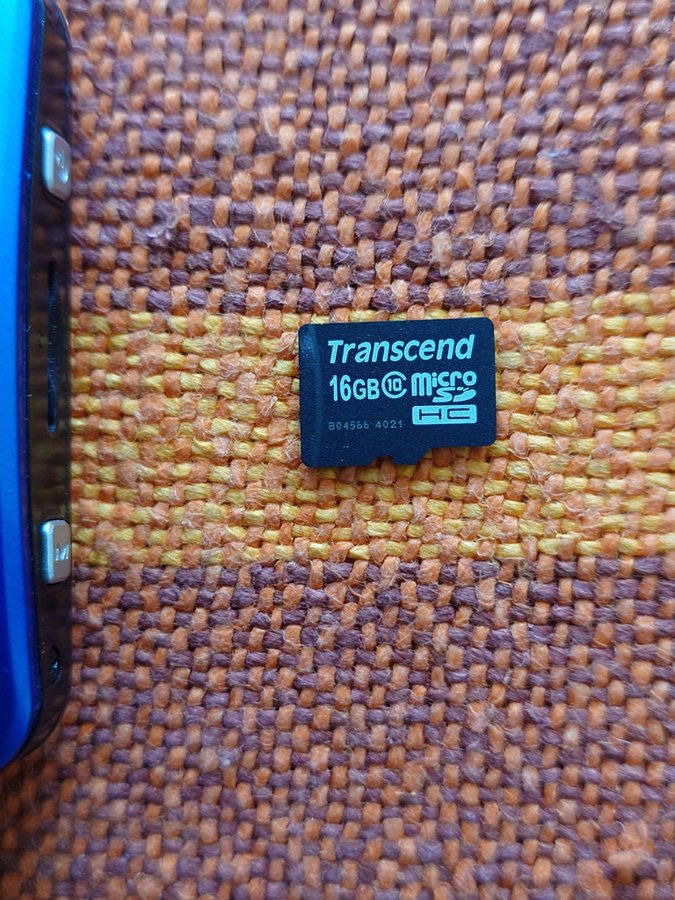 Transcend
16GB 10 micro
SD
HC
B04566 4021